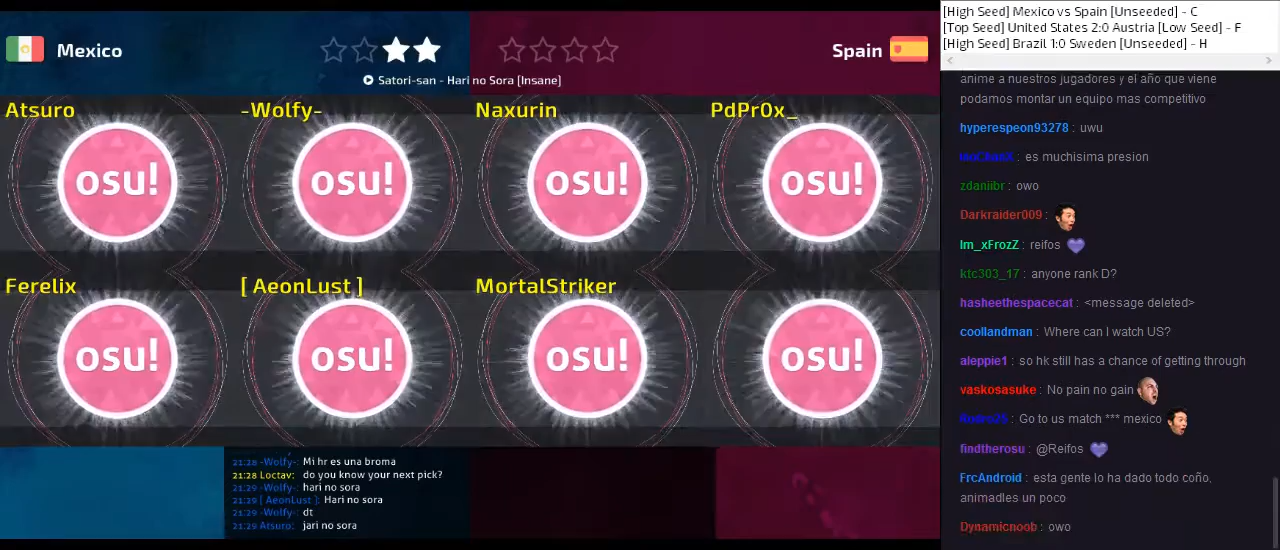 [High Seed] Mexico vs Spain [Unseeded] - C
[Top Seed] United States 2:0 Austria [Low Seed] - F
[High Seed] Brazil 1:0 Sweden [Unseeded] - H
Mexico
Spain
Satori-san - Hari no Sora [Insane]
Atsuro
-Wolfy-
Naxurin
PdPr0x_
osu!
osu!
osu!
osu!
Ferelix
[ AeonLust ]
MortalStriker
osu!
osu!
osu!
osu!
21:28 -Wolfy-: Mi hr es una broma
21:28 Loctav: do you know your next pick?
21:29 -Wolfy-: hari no sora
21:29 [ AeonLust ]: Hari no sora
21:29 -Wolfy-: dt
21:29 Atsuro: jari no sora
anime a nuestros jugadores y el año que viene
podamos montar un equipo mas competitivo
hyperespeon93278 : uwu
: es muchisima presion
zdaniibr : owo
Darkraider009 :
Im_xFrozZ : reifos
ktc303_17 : anyone rank D?
hasheethespacecat : <message deleted>
coollandman : Where can I watch US?
aleppie1 : so hk still has a chance of getting through
vaskosasuke : No pain no gain
: Go to us match *** mexico
findtherosu : @Reifos
FrcAndroid : esta gente lo ha dado todo coño,
animadles un poco
Dynamicnoob : owo